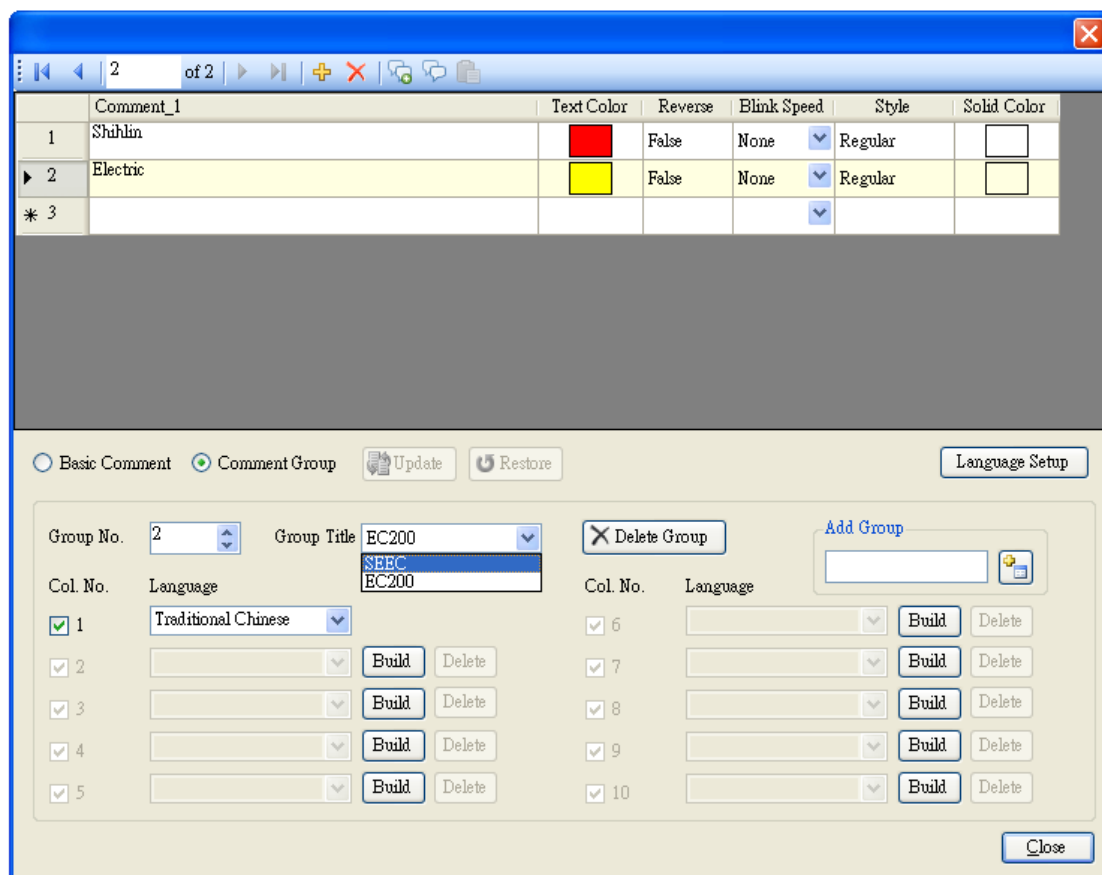 2 of 2
Comment_1 Text Color Reverse Blink Speed Style Solid Color
1 Shihlin False None Regular
2 Electric False None Regular
3
Basic Comment Comment Group Update Restore Language Setup
Group No. 2 Group Title EC200 Delete Group Add Group
SEEC
EC200
Col. No. Language Col. No. Language
1 Traditional Chinese 6 Build Delete
2 Build Delete 7 Build Delete
3 Build Delete 8 Build Delete
4 Build Delete 9 Build Delete
5 Build Delete 10 Build Delete
Close